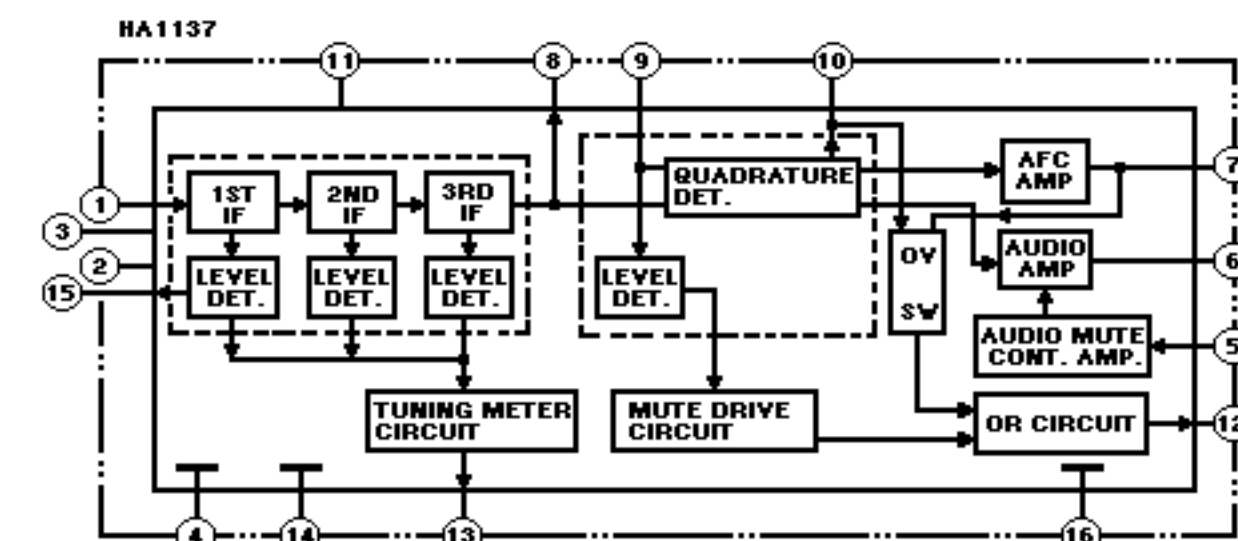 HA1137
11
8
9
10
1ST
IF
2ND
IF
3RD
IF
QUADRATURE
DET.
AFC
AMP
7
1
3
2
15
LEVEL
DET.
LEVEL
DET.
LEVEL
DET.
LEVEL
DET.
OV
SW
AUDIO
AMP
6
AUDIO MUTE
CONT. AMP.
5
TUNING METER
CIRCUIT
MUTE DRIVE
CIRCUIT
OR CIRCUIT
12
4
14
13
16